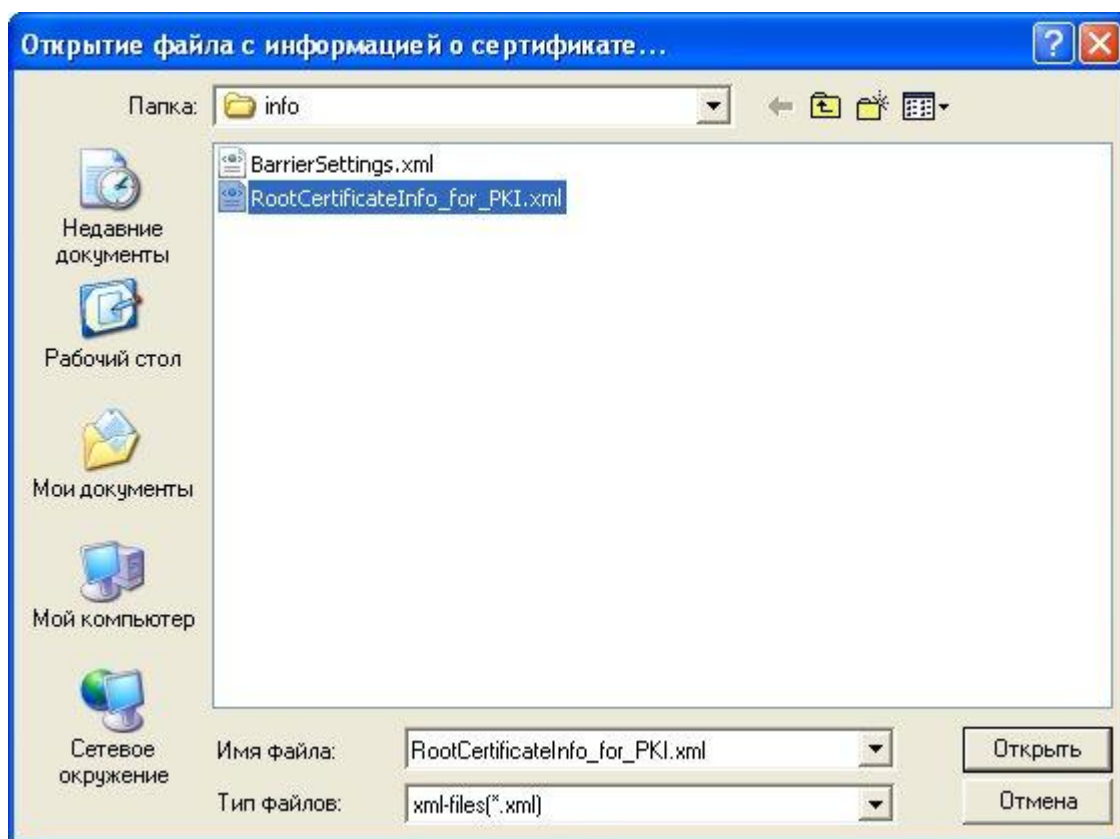 Открытие файла с информацией о сертификате...
Папка:
info
BarrierSettings.xml
RootCertificateInfo_for_PKI.xml
Недавние
документы
Рабочий стол
Мои документы
Мой компьютер
Сетевое
окружение
Имя файла:
RootCertificateInfo_for_PKI.xml
Открыть
Тип файлов:
xml-files(*.xml)
Отмена